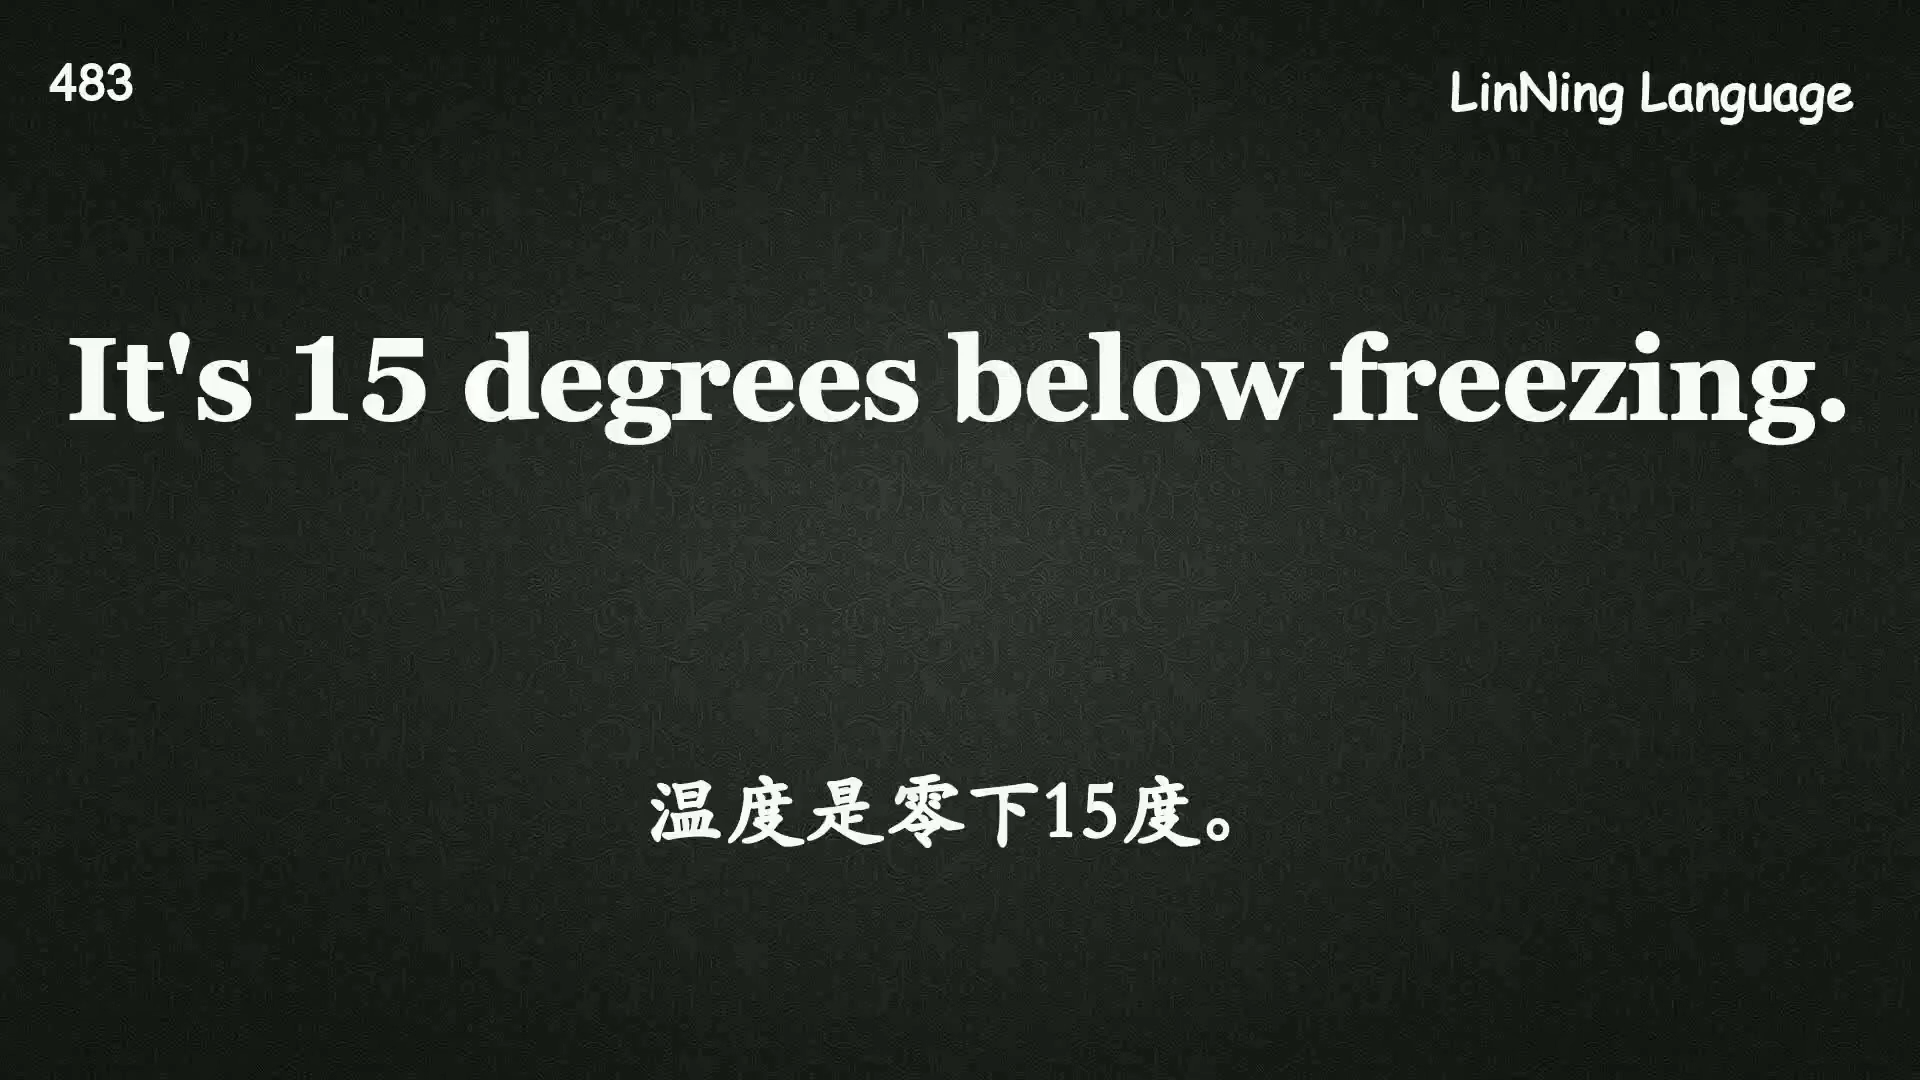 483
LinNing Language
It's 15 degrees below freezing.
温度是零下15度。